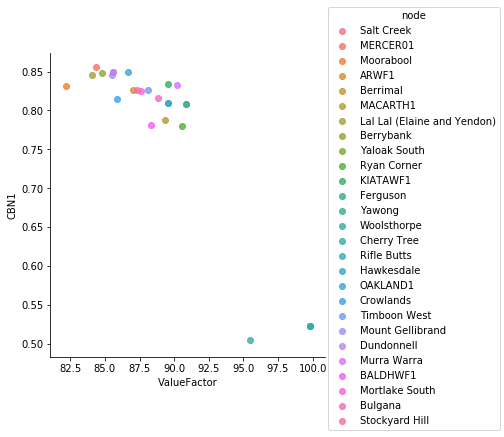 node
Salt Creek
MERCER01
Moorabool
ARWF1
Berrimal
MACARTH1
Lal Lal (Elaine and Yendon)
Berrybank
Yaloak South
Ryan Corner
KIATAWF1
Ferguson
Yawong
Woolsthorpe
Cherry Tree
Rifle Butts
Hawkesdale
OAKLAND1
Crowlands
Timboon West
Mount Gellibrand
Dundonnell
Murra Warra
BALDHWF1
Mortlake South
Bulgana
Stockyard Hill
CBN1
0.85
0.80
0.75
0.70
0.65
0.60
0.55
0.50
82.5 85.0 87.5 90.0 92.5 95.0 97.5 100.0
ValueFactor